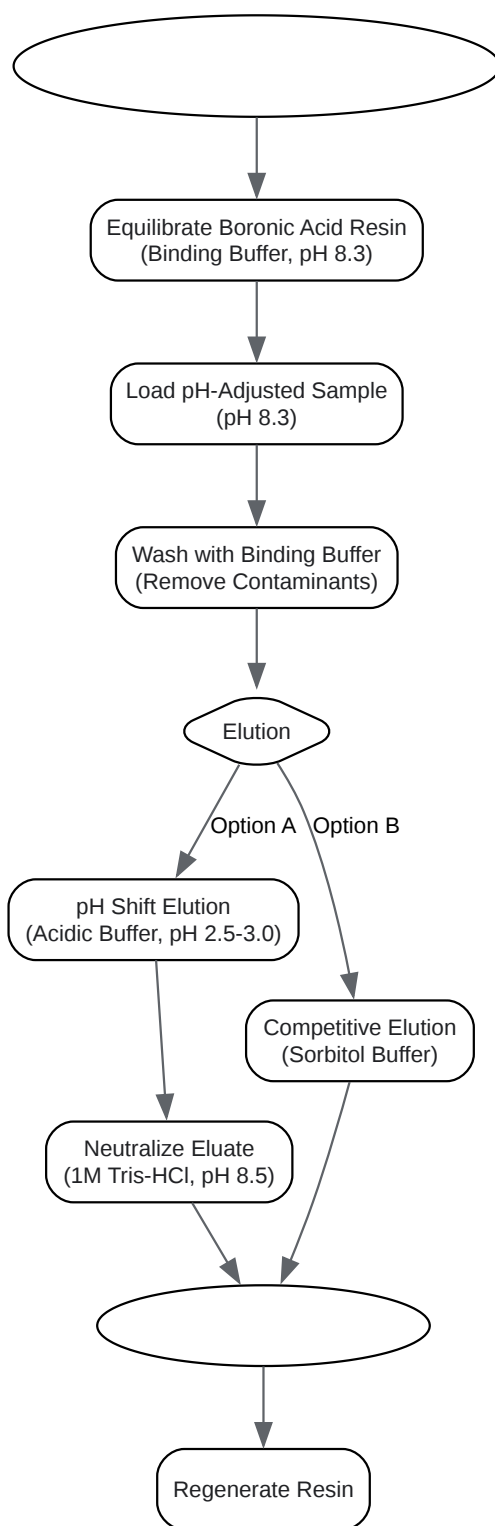 Equilibrate Boronic Acid Resin
(Binding Buffer, pH 8.3)
Load pH-Adjusted Sample
(pH 8.3)
Wash with Binding Buffer
(Remove Contaminants)
Elution
Option A
Option B
pH Shift Elution
(Acidic Buffer, pH 2.5-3.0)
Competitive Elution
(Sorbitol Buffer)
Neutralize Eluate
(1M Tris-HCl, pH 8.5)
Regenerate Resin